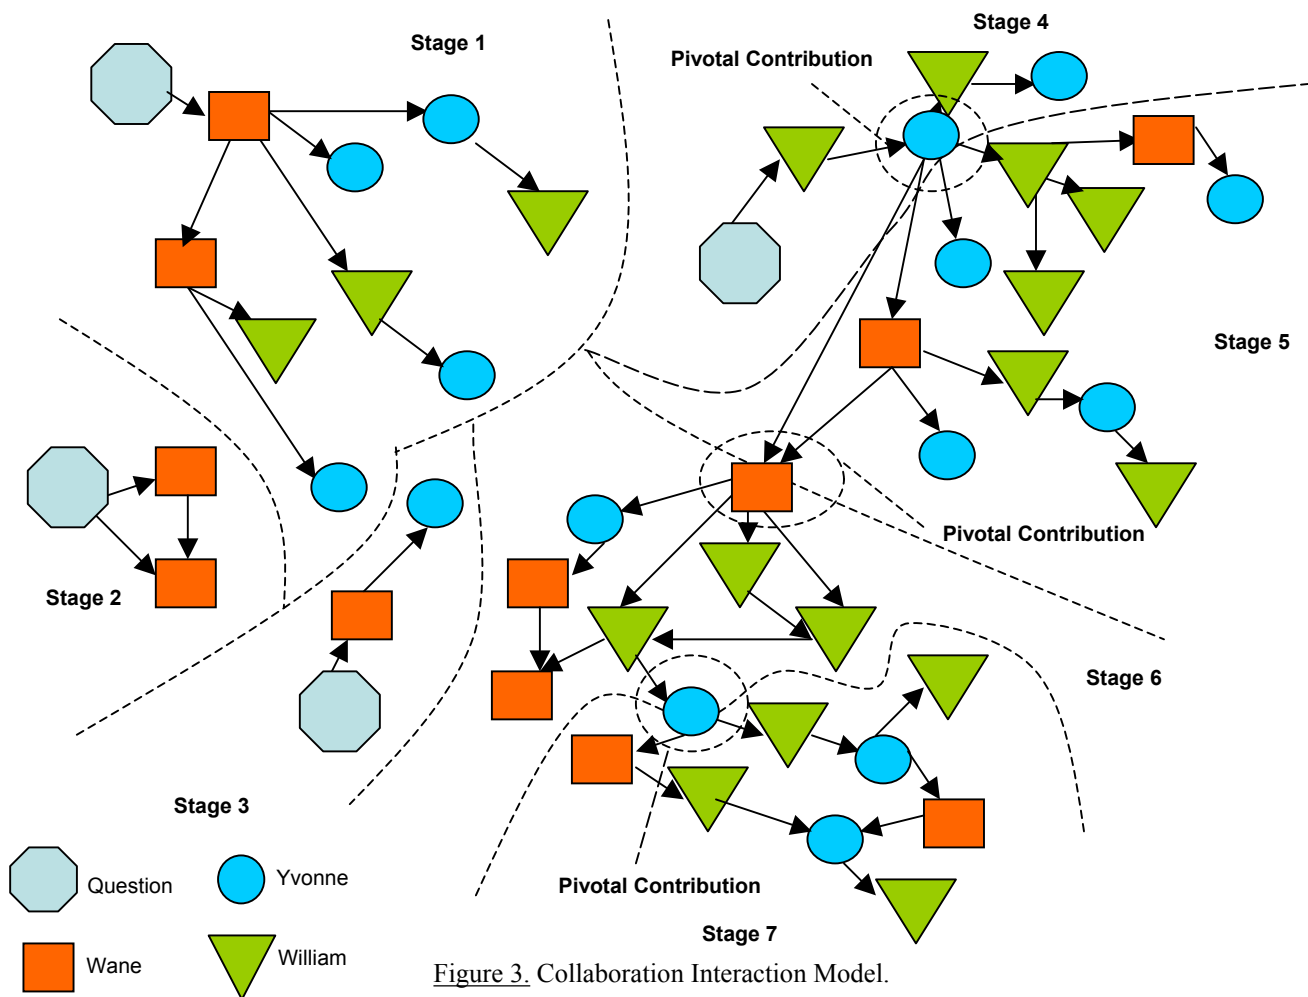 Stage 1
Stage 4
Pivotal Contribution
Stage 5
Pivotal Contribution
Stage 2
Stage 6
Stage 3
Question
Yvonne
Pivotal Contribution
Stage 7
Wane
William
Figure 3. Collaboration Interaction Model.